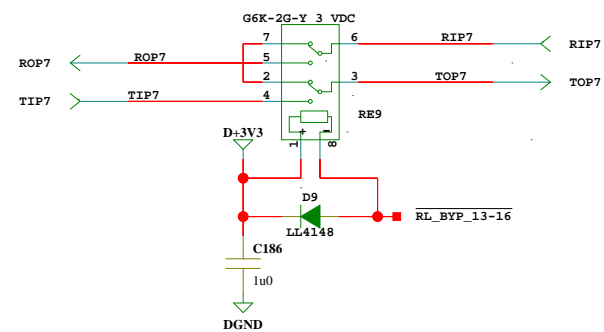 G6K-2G-Y 3 VDC
7 6 RIP7 RIP7
ROP7 ROP7 5
2 3 TOP7 TOP7
TIP7 TIP7 4
RE9
+ -
D+3V3 1 8
D9
RL_BYP_13-16
LL4148
C186
1u0
DGND